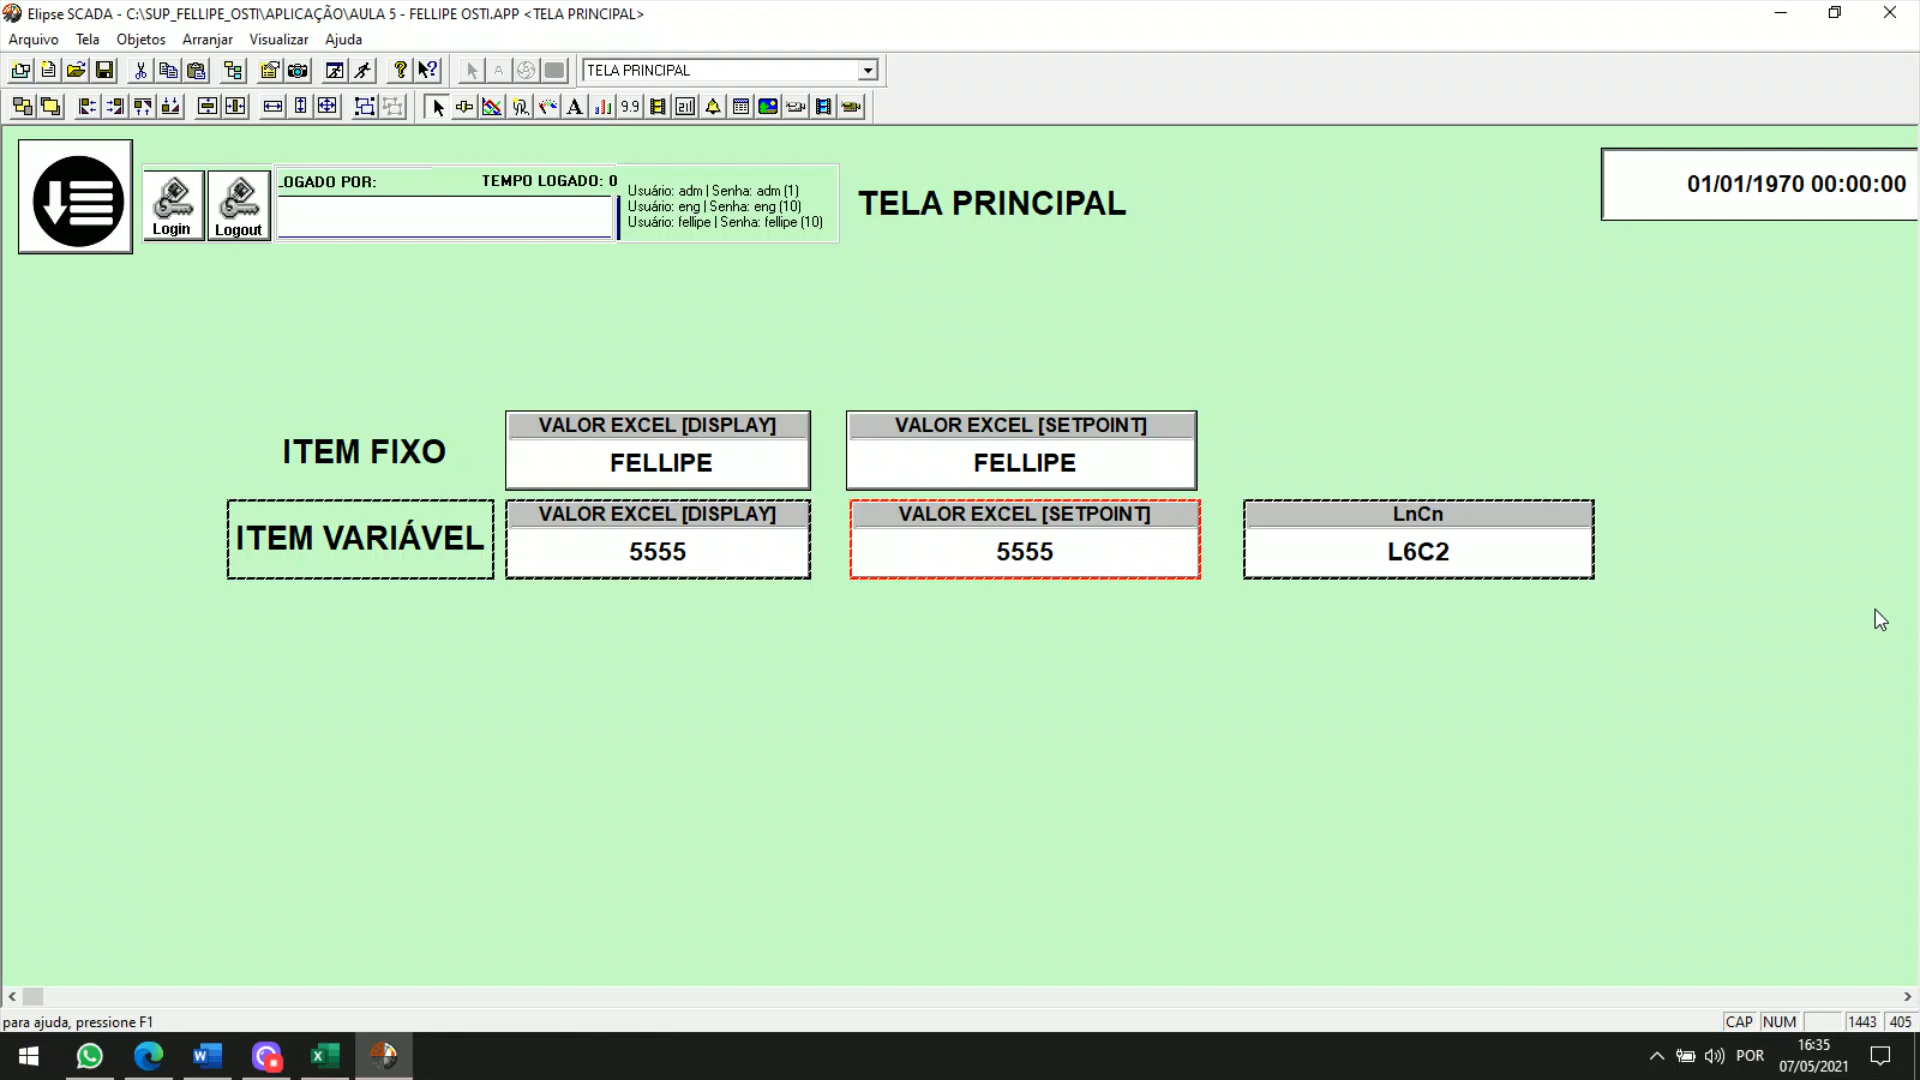 Elipse SCADA - C:\SUP_FELLIPE_OSTI\APLICAÇÃO\AULA 5 - FELLIPE OSTI.APP <TELA PRINCIPAL>
Arquivo Tela Objetos Arranjar Visualizar Ajuda
TELA PRINCIPAL
A 9.9
Login
Logout
LOGADO POR: TEMPO LOGADO: 0
Usuário: adm | Senha: adm (1)
Usuário: eng | Senha: eng (10)
Usuário: fellipe | Senha: fellipe (10)
TELA PRINCIPAL
01/01/1970 00:00:00
ITEM FIXO
VALOR EXCEL [DISPLAY]
FELLIPE
VALOR EXCEL [SETPOINT]
FELLIPE
ITEM VARIÁVEL
VALOR EXCEL [DISPLAY]
5555
VALOR EXCEL [SETPOINT]
5555
LnCn
L6C2
para ajuda, pressione F1
CAP NUM 1443 405
POR
16:35
07/05/2021